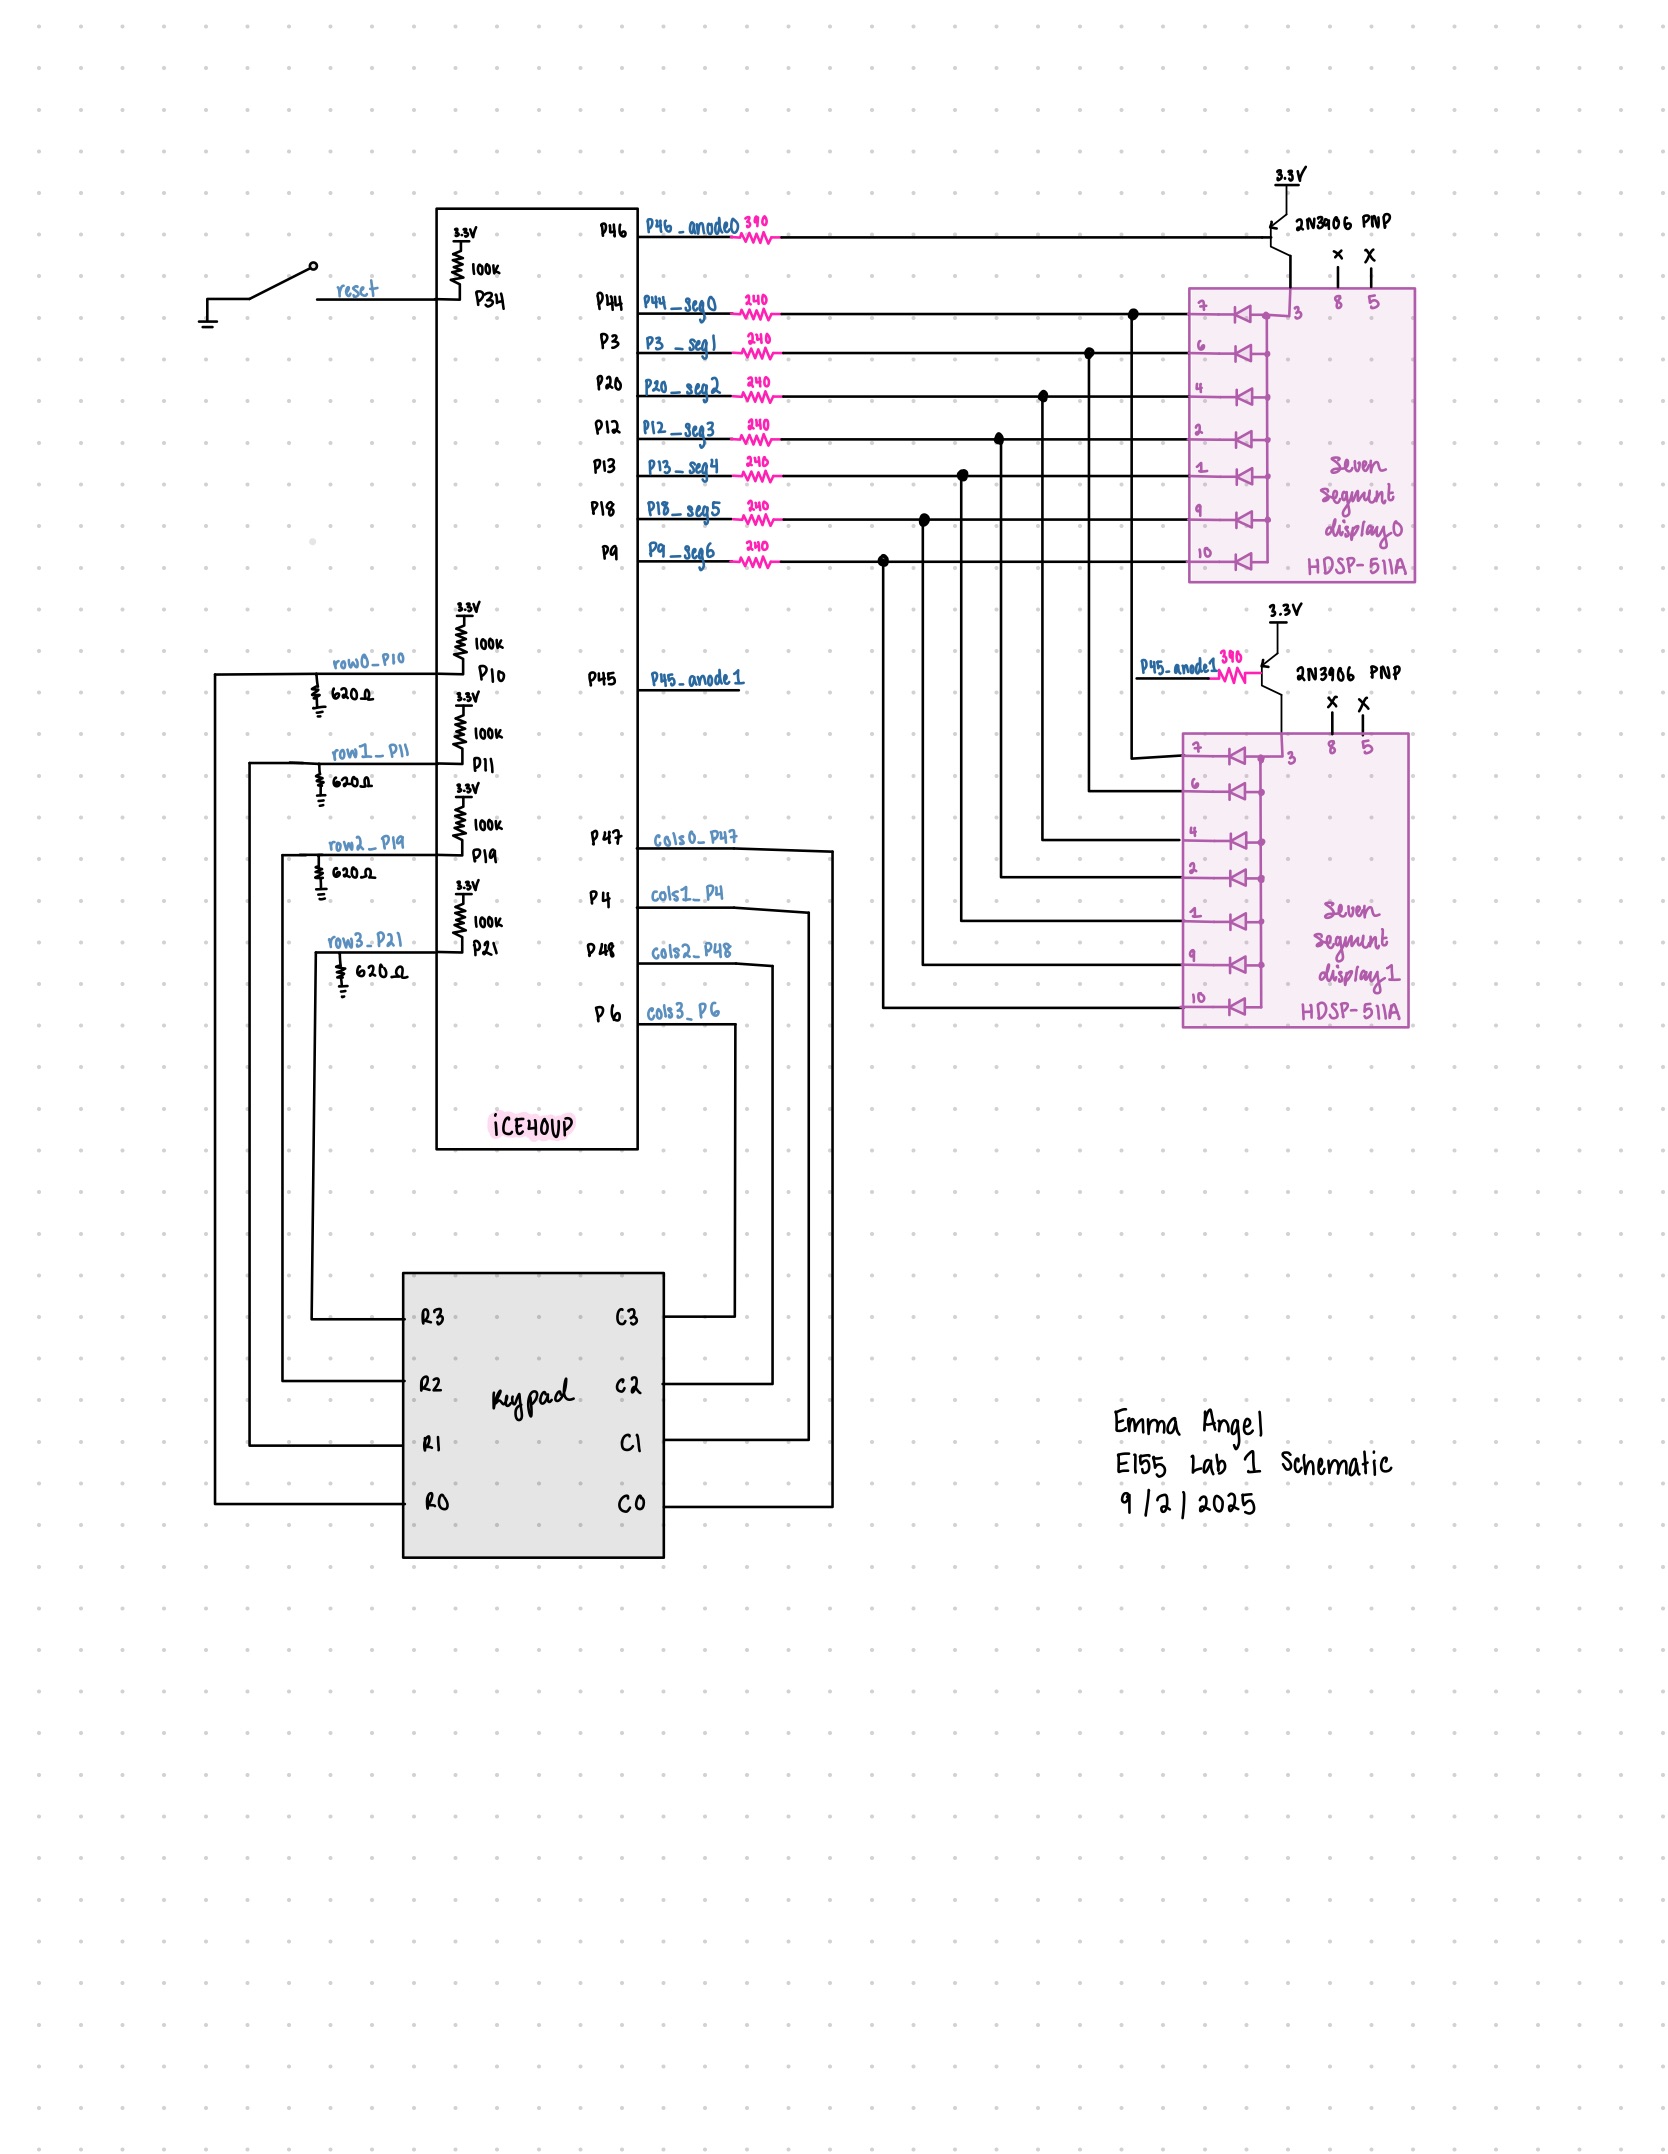 3.3V
2N3906 PNP
P46
P46_anode0
390
3.3V
100K
x
x
reset
P34
P44
P44_seg0
240
7
3
8
5
P3
P3_seg1
240
6
P20
P20_seg2
240
4
P12
P12_seg3
240
2
P13
P13_seg4
240
1
Seven
segment
display0
P18
P18_seg5
240
9
P9
P9_seg6
240
10
HDSP-511A
3.3V
100K
row0_P10
P10
620Ω
3.3V
100K
row1_P11
P11
620Ω
3.3V
100K
row2_P19
P19
620Ω
3.3V
100K
row3_P21
P21
620Ω
P45
P45_anode1
P47
cols0_P47
P4
cols1_P4
P48
cols2_P48
P6
cols3_P6
iCE40UP
3.3V
P45_anode1
390
2N3906 PNP
x
x
7
3
8
5
6
4
2
1
9
10
Seven
segment
display1
HDSP-511A
R3
C3
R2
Keypad
C2
R1
C1
R0
C0
Emma Angel
E155 Lab 1 Schematic
9/2/2025